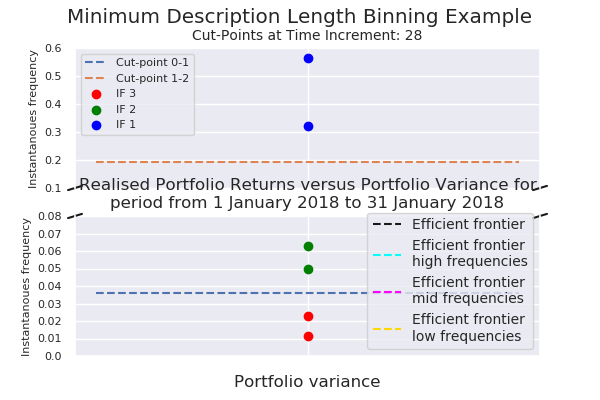 Minimum Description Length Binning Example
Cut-Points at Time Increment: 28
Instantanoues frequency
0.6
0.5
0.4
0.3
0.2
0.1
Cut-point 0-1
Cut-point 1-2
IF 3
IF 2
IF 1
Realised Portfolio Returns versus Portfolio Variance for
period from 1 January 2018 to 31 January 2018
Instantanoues frequency
0.08
0.07
0.06
0.05
0.04
0.03
0.02
0.01
0.0
Efficient frontier
Efficient frontier
high frequencies
Efficient frontier
mid frequencies
Efficient frontier
low frequencies
Portfolio variance